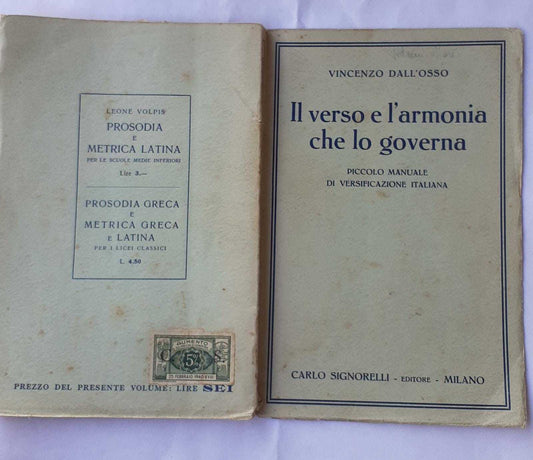 LEONE VOLPIS
PROSODIA
E
METRICA LATINA
PER LE SCUOLE MEDIE INFERIORI
Lire 3.—
PROSODIA GRECA
E
METRICA GRECA
E LATINA
PER I LICEI CLASSICI
L. 4.50
AUMENTO
5%
PREZZO DEL PRESENTE VOLUME: LIRE SEI
VINCENZO DALL'OSSO
Il verso e l'armonia
che lo governa
PICCOLO MANUALE
DI VERSIFICAZIONE ITALIANA
CARLO SIGNORELLI - EDITORE - MILANO